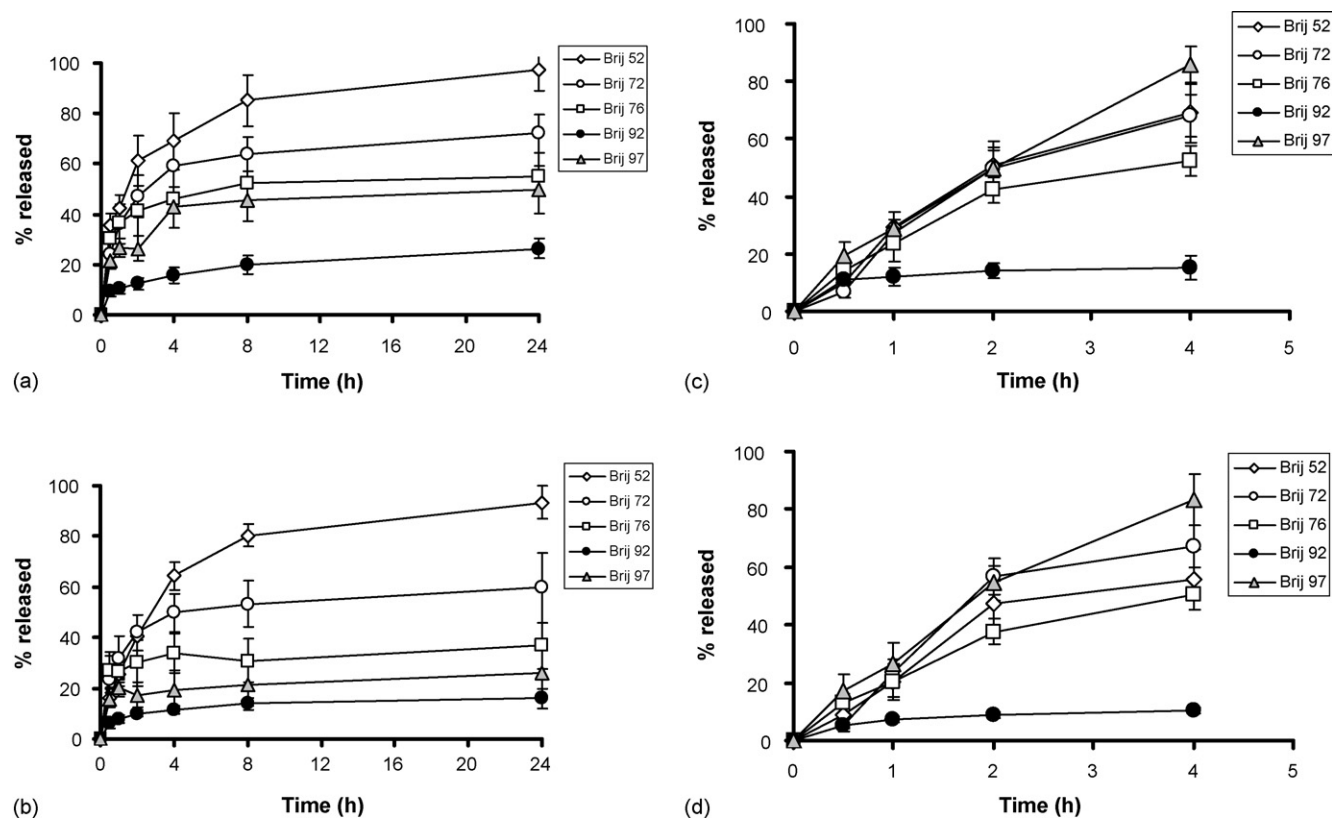 % released
100
80
60
40
20
0
0 4 8 12 16 20 24
Time (h)
Brij 52
Brij 72
Brij 76
Brij 92
Brij 97
(a)
% released
100
80
60
40
20
0
0 1 2 3 4 5
Time (h)
Brij 52
Brij 72
Brij 76
Brij 92
Brij 97
(c)
% released
100
80
60
40
20
0
0 4 8 12 16 20 24
Time (h)
Brij 52
Brij 72
Brij 76
Brij 92
Brij 97
(b)
% released
100
80
60
40
20
0
0 1 2 3 4 5
Time (h)
Brij 52
Brij 72
Brij 76
Brij 92
Brij 97
(d)